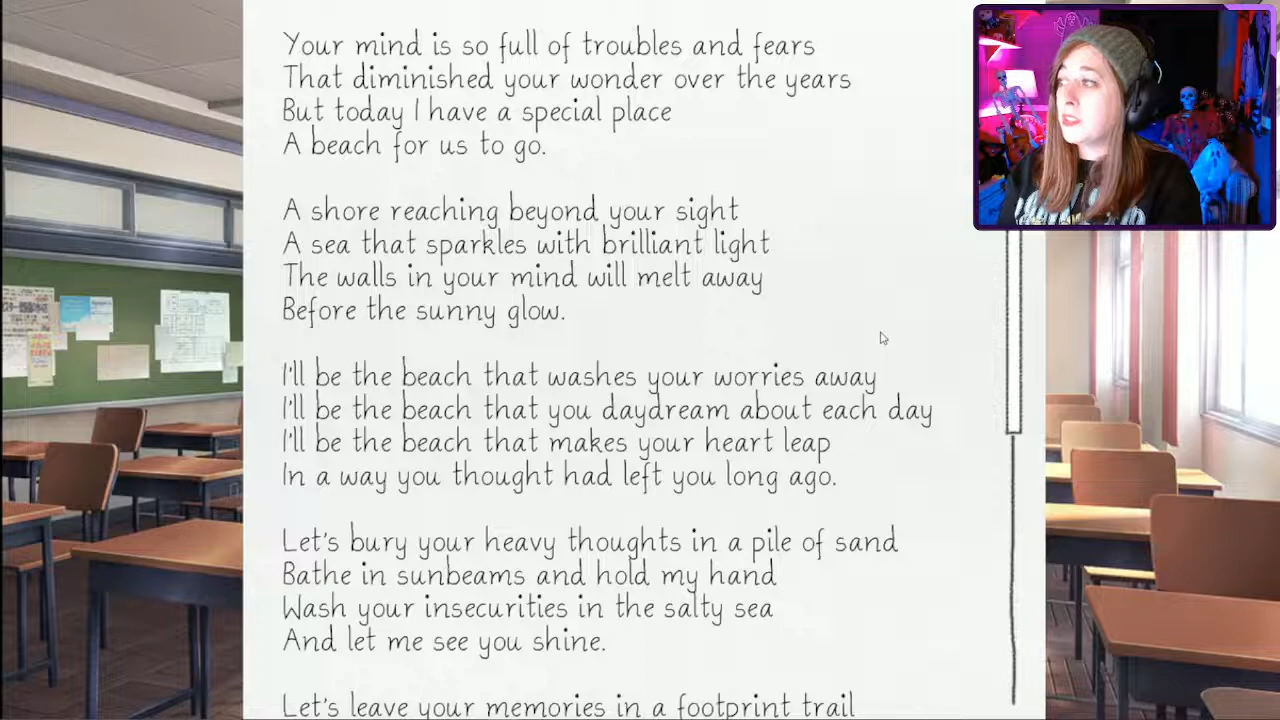 Your mind is so full of troubles and fears
That diminished your wonder over the years
But today I have a special place
A beach for us to go.
A shore reaching beyond your sight
A sea that sparkles with brilliant light
The walls in your mind will melt away
Before the sunny glow.
I'll be the beach that washes your worries away
I'll be the beach that you daydream about each day
I'll be the beach that makes your heart leap
In a way you thought had left you long ago.
Let's bury your heavy thoughts in a pile of sand
Bathe in sunbeams and hold my hand
Wash your insecurities in the salty sea
And let me see you shine.
Let's leave your memories in a footprint trail